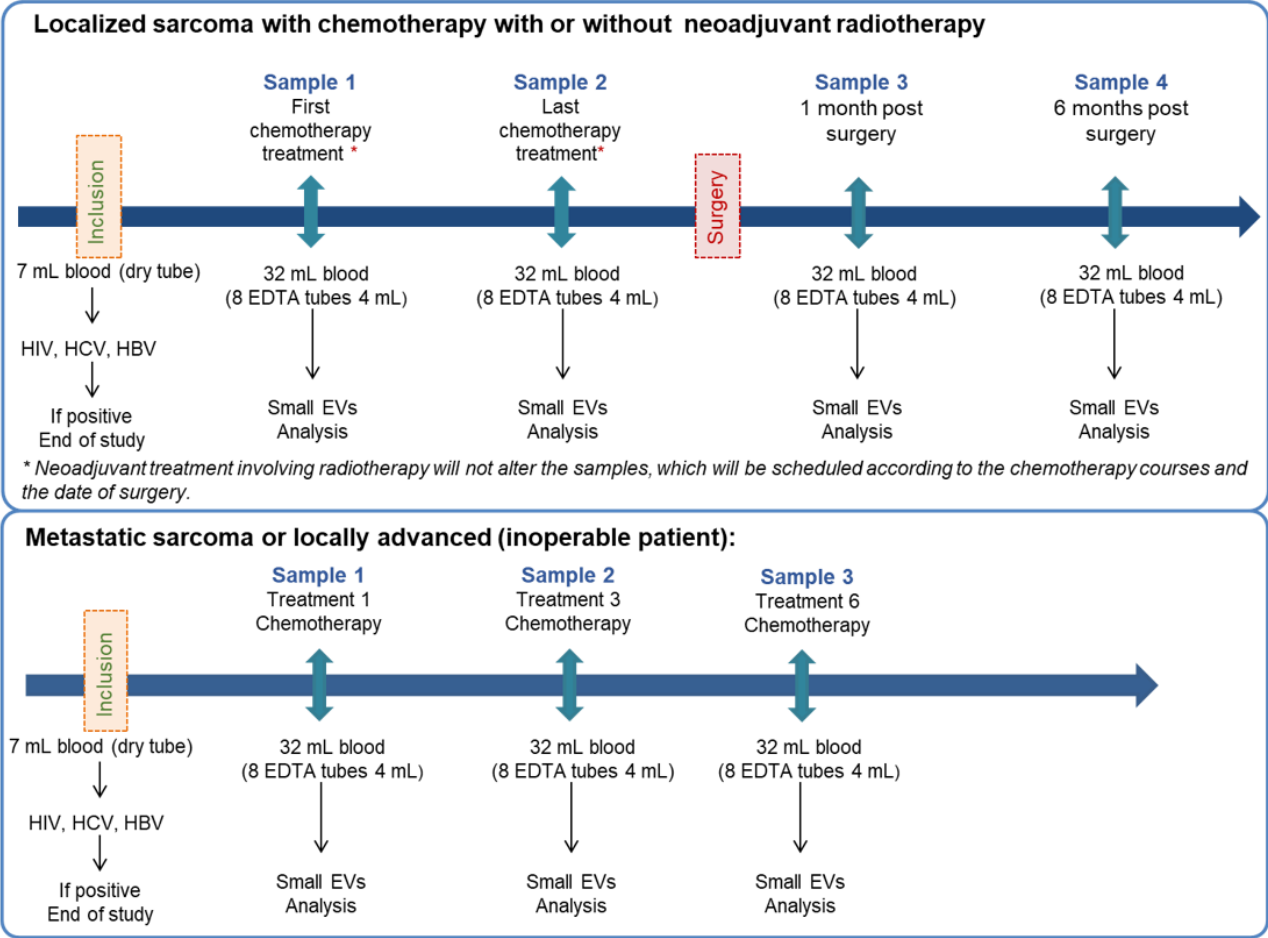 Localized sarcoma with chemotherapy with or without neoadjuvant radiotherapy
Sample 1
First
chemotherapy
treatment *
Sample 2
Last
chemotherapy
treatment*
Sample 3
1 month post
surgery
Sample 4
6 months post
surgery
Inclusion
Surgery
7 mL blood (dry tube)
HIV, HCV, HBV
If positive
End of study
32 mL blood
(8 EDTA tubes 4 mL)
Small EVs
Analysis
32 mL blood
(8 EDTA tubes 4 mL)
Small EVs
Analysis
32 mL blood
(8 EDTA tubes 4 mL)
Small EVs
Analysis
32 mL blood
(8 EDTA tubes 4 mL)
Small EVs
Analysis
* Neoadjuvant treatment involving radiotherapy will not alter the samples, which will be scheduled according to the chemotherapy courses and
the date of surgery.
Metastatic sarcoma or locally advanced (inoperable patient):
Sample 1
Treatment 1
Chemotherapy
Sample 2
Treatment 3
Chemotherapy
Sample 3
Treatment 6
Chemotherapy
Inclusion
7 mL blood (dry tube)
HIV, HCV, HBV
If positive
End of study
32 mL blood
(8 EDTA tubes 4 mL)
Small EVs
Analysis
32 mL blood
(8 EDTA tubes 4 mL)
Small EVs
Analysis
32 mL blood
(8 EDTA tubes 4 mL)
Small EVs
Analysis